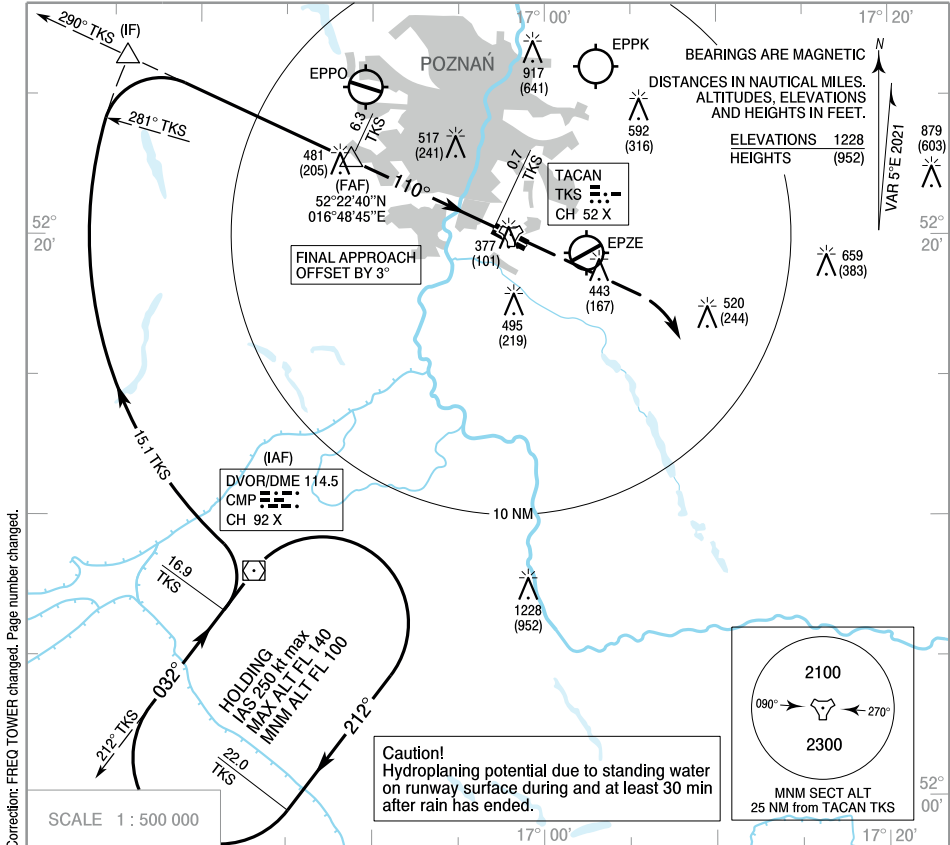 17° 00'
17° 20'
290° TKS
(IF)
EPPO
POZNAŃ
EPPK
917
(641)
BEARINGS ARE MAGNETIC
N
DISTANCES IN NAUTICAL MILES.
ALTITUDES, ELEVATIONS
AND HEIGHTS IN FEET.
ELEVATIONS 1228
HEIGHTS (952)
VAR 5°E 2021
281° TKS
6.3
TKS
517
(241)
592
(316)
879
(603)
481
(205)
(FAF)
52°22'40"N
016°48'45"E
110°
0.7
TKS
TACAN
TKS
CH 52 X
52°
20'
52°
20'
FINAL APPROACH
OFFSET BY 3°
377
(101)
EPZE
443
(167)
659
(383)
495
(219)
520
(244)
15.1 TKS
(IAF)
DVOR/DME 114.5
CMP
CH 92 X
10 NM
16.9
TKS
1228
(952)
032°
212° TKS
HOLDING
IAS 250 kt max
MAX ALT FL 140
MNM ALT FL 100
212°
22.0
TKS
2100
090°
270°
2300
MNM SECT ALT
25 NM from TACAN TKS
Caution!
Hydroplaning potential due to standing water
on runway surface during and at least 30 min
after rain has ended.
52°
00'
SCALE 1 : 500 000
17° 00'
17° 20'
Correction: FREQ TOWER changed. Page number changed.